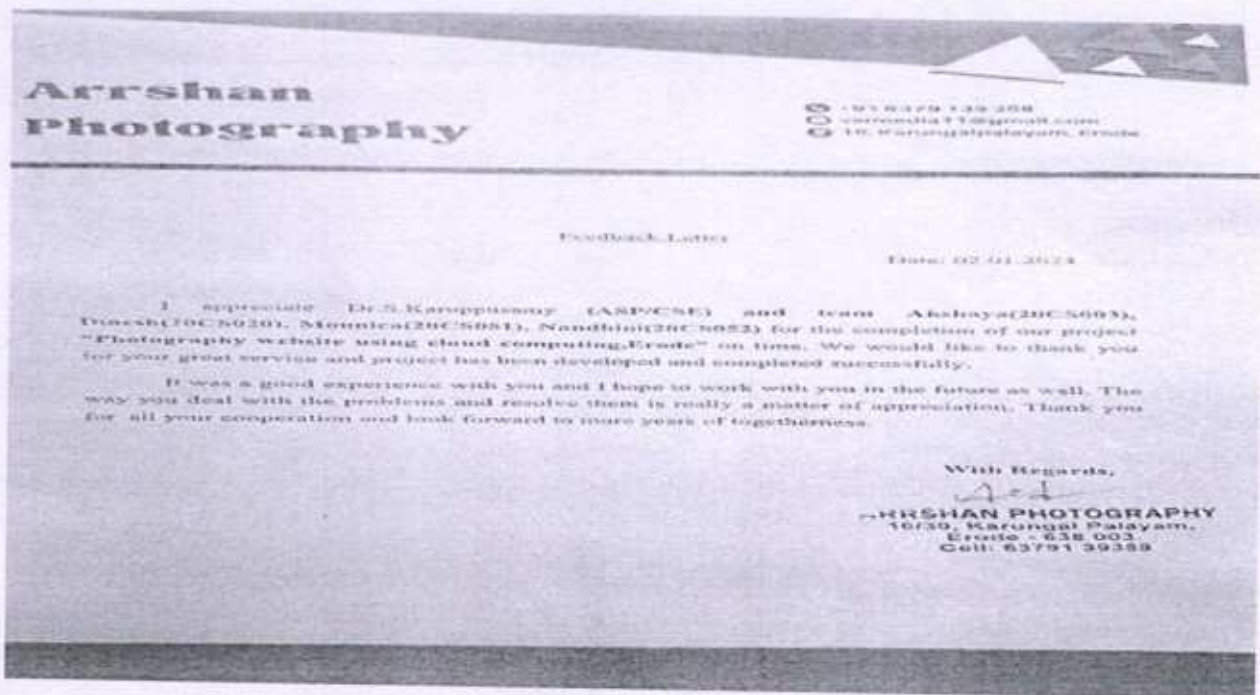 Arrshan
Photography
10, Karungalpalayam, Erode
Feedback Letter
Date: 02-01-2024
I appreciate Dr.S.Karuppusamy (ASP/CSE) and team Akshaya(20CS003),
Dinesh(20CS020), Mounica(20CS051), Nandhini(20CS052) for the completion of our project
"Photography website using cloud computing,Erode" on time. We would like to thank you
for your great service and project has been developed and completed successfully.
It was a good experience with you and I hope to work with you in the future as well. The
way you deal with the problems and resolve them is really a matter of appreciation. Thank you
for all your cooperation and look forward to more years of togetherness.
With Regards,
ARRSHAN PHOTOGRAPHY
Karungal Palayam,
Erode - 638 003
Cell: